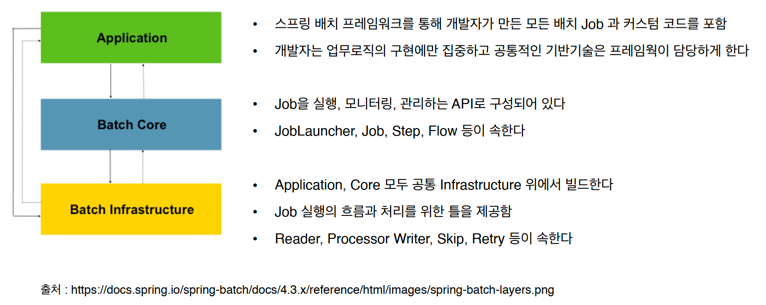 Application
• 스프링 배치 프레임워크를 통해 개발자가 만든 모든 배치 Job 과 커스텀 코드를 포함
• 개발자는 업무로직의 구현에만 집중하고 공통적인 기반기술은 프레임웍이 담당하게 한다
Batch Core
• Job을 실행, 모니터링, 관리하는 API로 구성되어 있다
• JobLauncher, Job, Step, Flow 등이 속한다
Batch Infrastructure
• Application, Core 모두 공통 Infrastructure 위에서 빌드한다
• Job 실행의 흐름과 처리를 위한 틀을 제공함
• Reader, Processor Writer, Skip, Retry 등이 속한다
출처 : https://docs.spring.io/spring-batch/docs/4.3.x/reference/html/images/spring-batch-layers.png